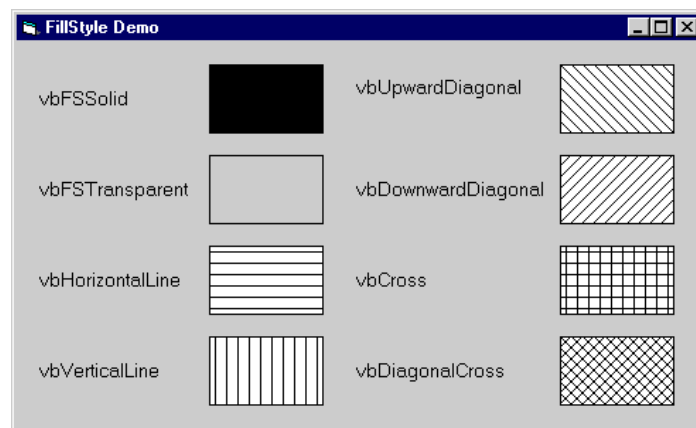 FillStyle Demo
vbFSSolid
vbUpwardDiagonal
vbFSTransparent
vbDownwardDiagonal
vbHorizontalLine
vbCross
vbVerticalLine
vbDiagonalCross